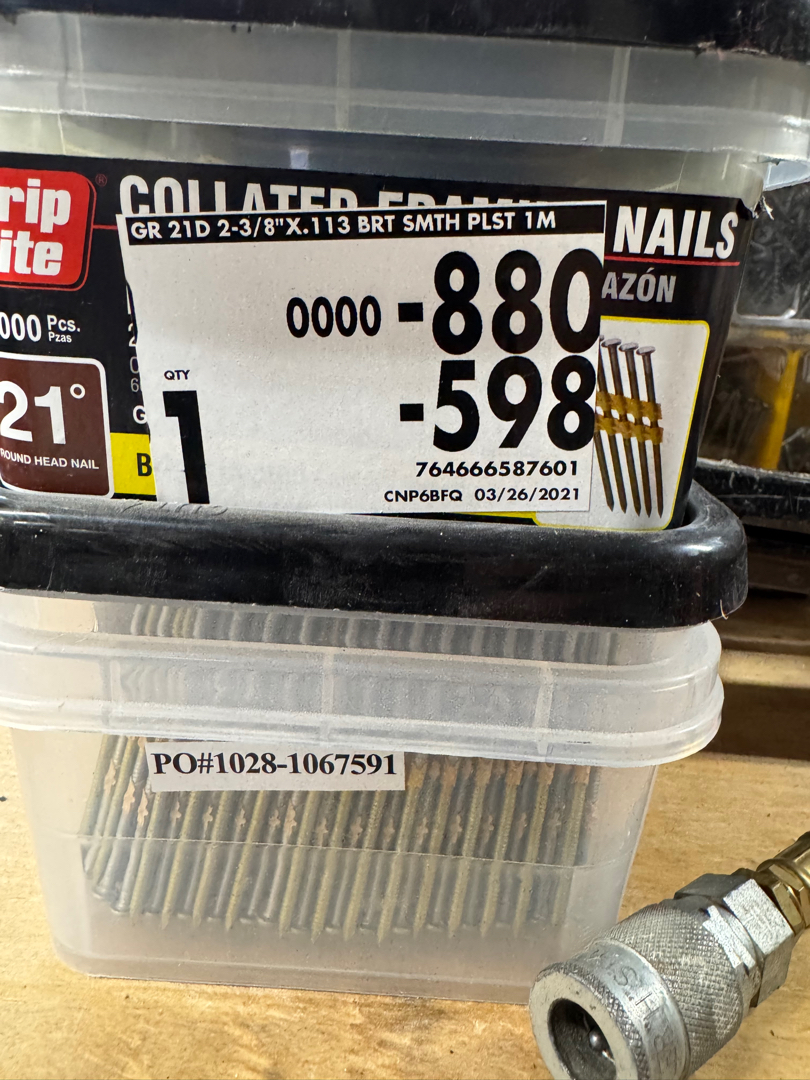 rip
ite
®
COLLATED FRAMING NAILS
GR 21D 2-3/8"X.113 BRT SMTH PLST 1M
AZÓN
0000-880
-598
000 Pcs.
Pzas
QTY
1
21°
ROUND HEAD NAIL
G
B
764666587601
CNP6BFQ 03/26/2021
PO#1028-1067591